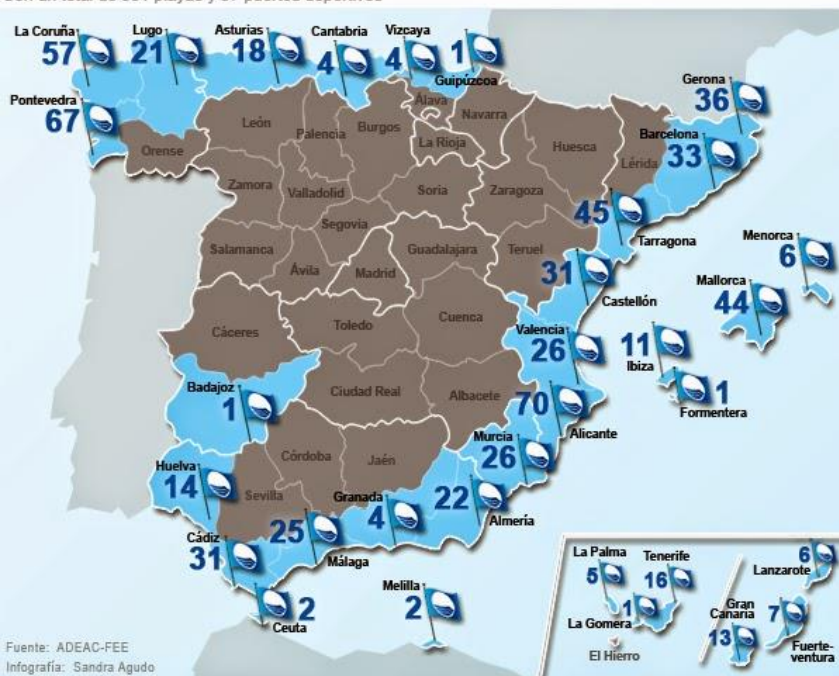 La Coruña
57
Lugo
21
Asturias
18
Cantabria
4
Vizcaya
4
1
Guipúzcoa
Pontevedra
67
Gerona
36
Barcelona
33
Álava
Navarra
León
Palencia
Burgos
La Rioja
Huesca
Lérida
Orense
Zamora
Valladolid
Soria
Zaragoza
45
Tarragona
Segovia
Menorca
6
Salamanca
Ávila
Madrid
Guadalajara
Teruel
31
Castellón
Mallorca
44
Cáceres
Toledo
Cuenca
Valencia
26
11
Ibiza
1
Formentera
Badajoz
1
Ciudad Real
Albacete
70
Alicante
Murcia
26
Huelva
14
Córdoba
Jaén
Sevilla
Granada
4
22
Almería
Cádiz
31
25
Málaga
2
Ceuta
Melilla
2
La Palma
5
Tenerife
16
6
Lanzarote
1
La Gomera
El Hierro
Gran
Canaria
13
7
Fuerte-
ventura
Fuente: ADEAC-FEE
Infografía: Sandra Agudo